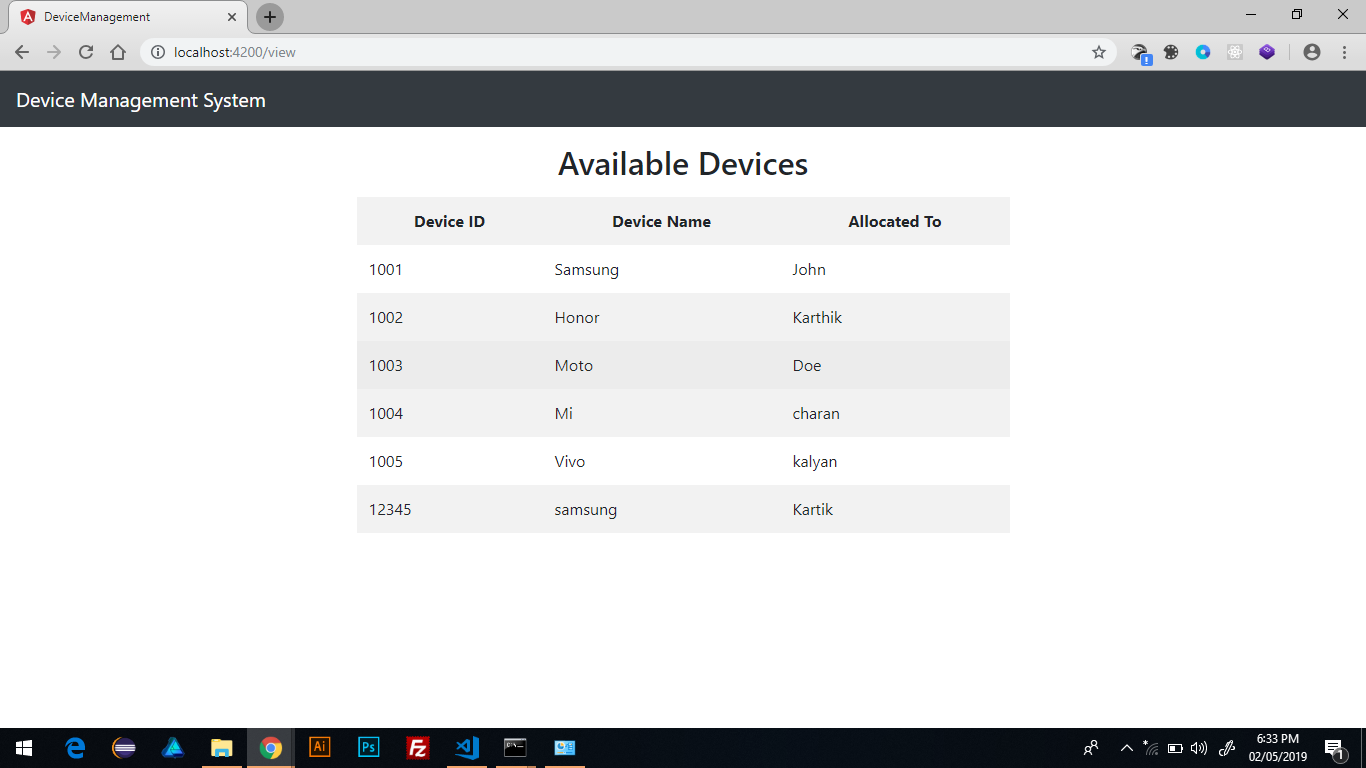 DeviceManagement
localhost:4200/view
Device Management System
Available Devices
Device ID Device Name Allocated To
1001 Samsung John
1002 Honor Karthik
1003 Moto Doe
1004 Mi charan
1005 Vivo kalyan
12345 samsung Kartik
Ai Ps Fz
6:33 PM
02/05/2019
1